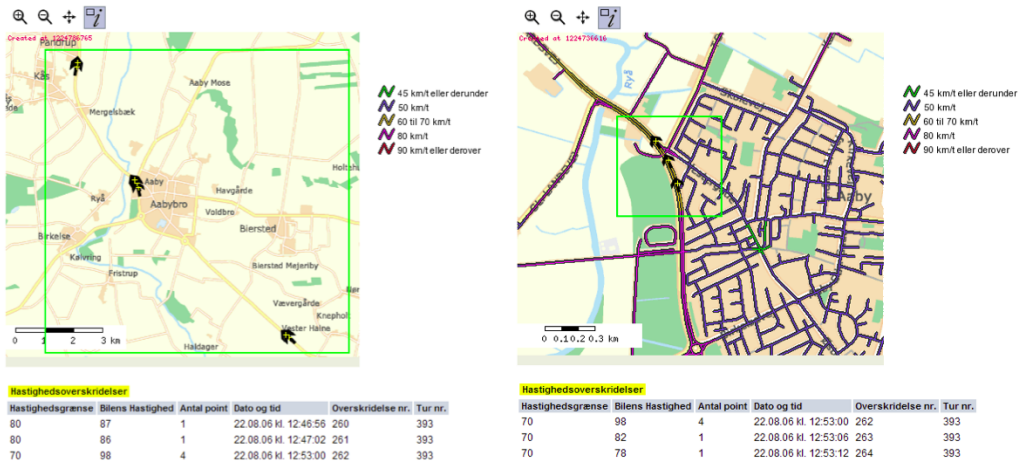 Created at 1224736765
Pandrup
Kås
Aaby Mose
Mergelsbæk
Aaby
Ryå
Aabybro
Havgårde
Voldbro
Biersted
Birkelse
Kølvring
Fristrup
Biersted Mejeriby
Vævergårde
Knephol
Vester Halne
Haldager
0 1 2 3 km
45 km/t eller derunder
50 km/t
60 til 70 km/t
80 km/t
90 km/t eller derover
Hastighedsoverskridelser
Hastighedsgrænse Bilens Hastighed Antal point Dato og tid Overskridelse nr. Tur nr.
80 87 1 22.08.06 kl. 12:46:56 260 393
80 86 1 22.08.06 kl. 12:47:02 261 393
70 98 4 22.08.06 kl. 12:53:00 262 393
Created at 1224736616
Ryå
Skolevej
Aaby
0 0.1 0.2 0.3 km
45 km/t eller derunder
50 km/t
60 til 70 km/t
80 km/t
90 km/t eller derover
Hastighedsoverskridelser
Hastighedsgrænse Bilens Hastighed Antal point Dato og tid Overskridelse nr. Tur nr.
70 98 4 22.08.06 kl. 12:53:00 262 393
70 82 1 22.08.06 kl. 12:53:06 263 393
70 78 1 22.08.06 kl. 12:53:12 264 393